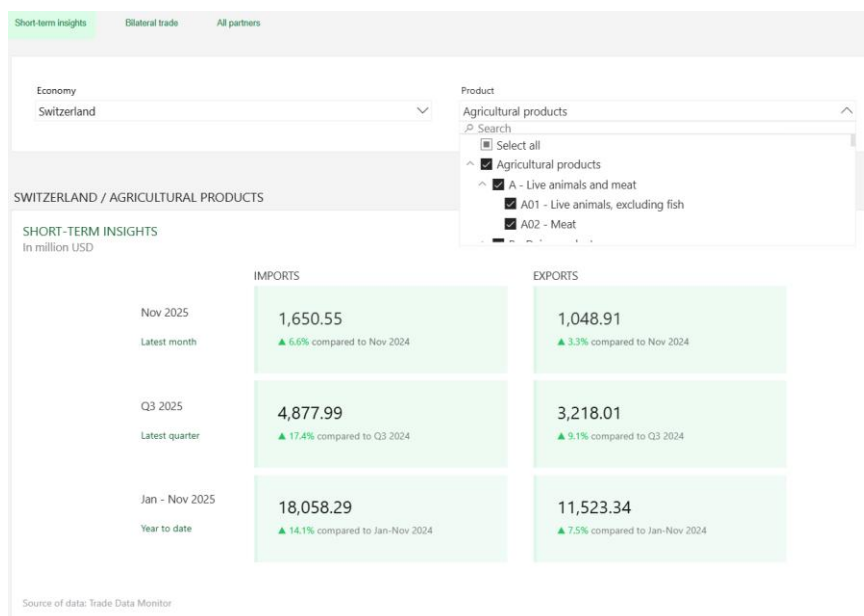 Short-term insights Bilateral trade All partners
Economy Product
Switzerland Agricultural products
Search
Select all
Agricultural products
A - Live animals and meat
SWITZERLAND / AGRICULTURAL PRODUCTS
A01 - Live animals, excluding fish
A02 - Meat
SHORT-TERM INSIGHTS
In million USD
IMPORTS EXPORTS
Nov 2025 1,650.55 1,048.91
Latest month ▲ 6.6% compared to Nov 2024 ▲ 3.3% compared to Nov 2024
Q3 2025 4,877.99 3,218.01
Latest quarter ▲ 17.4% compared to Q3 2024 ▲ 9.1% compared to Q3 2024
Jan - Nov 2025 18,058.29 11,523.34
Year to date ▲ 14.1% compared to Jan-Nov 2024 ▲ 7.5% compared to Jan-Nov 2024
Source of data: Trade Data Monitor